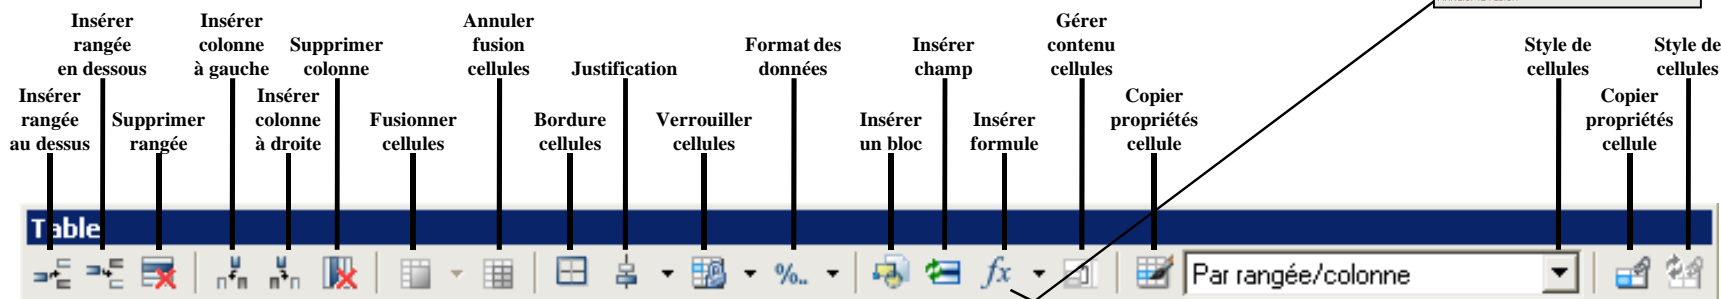 Insérer
rangée
en dessous
Insérer
colonne
à gauche
Supprimer
colonne
Annuler
fusion
cellules
Justification
Format des
données
Insérer
champ
Gérer
contenu
cellules
Style de
cellules
Style de
cellules
Insérer
rangée
au dessus
Supprimer
rangée
Insérer
colonne
à droite
Fusionner
cellules
Bordure
cellules
Verrouiller
cellules
Insérer
un bloc
Insérer
formule
Copier
propriétés
cellule
Copier
propriétés
cellule
Table
%..
fx
Par rangée/colonne